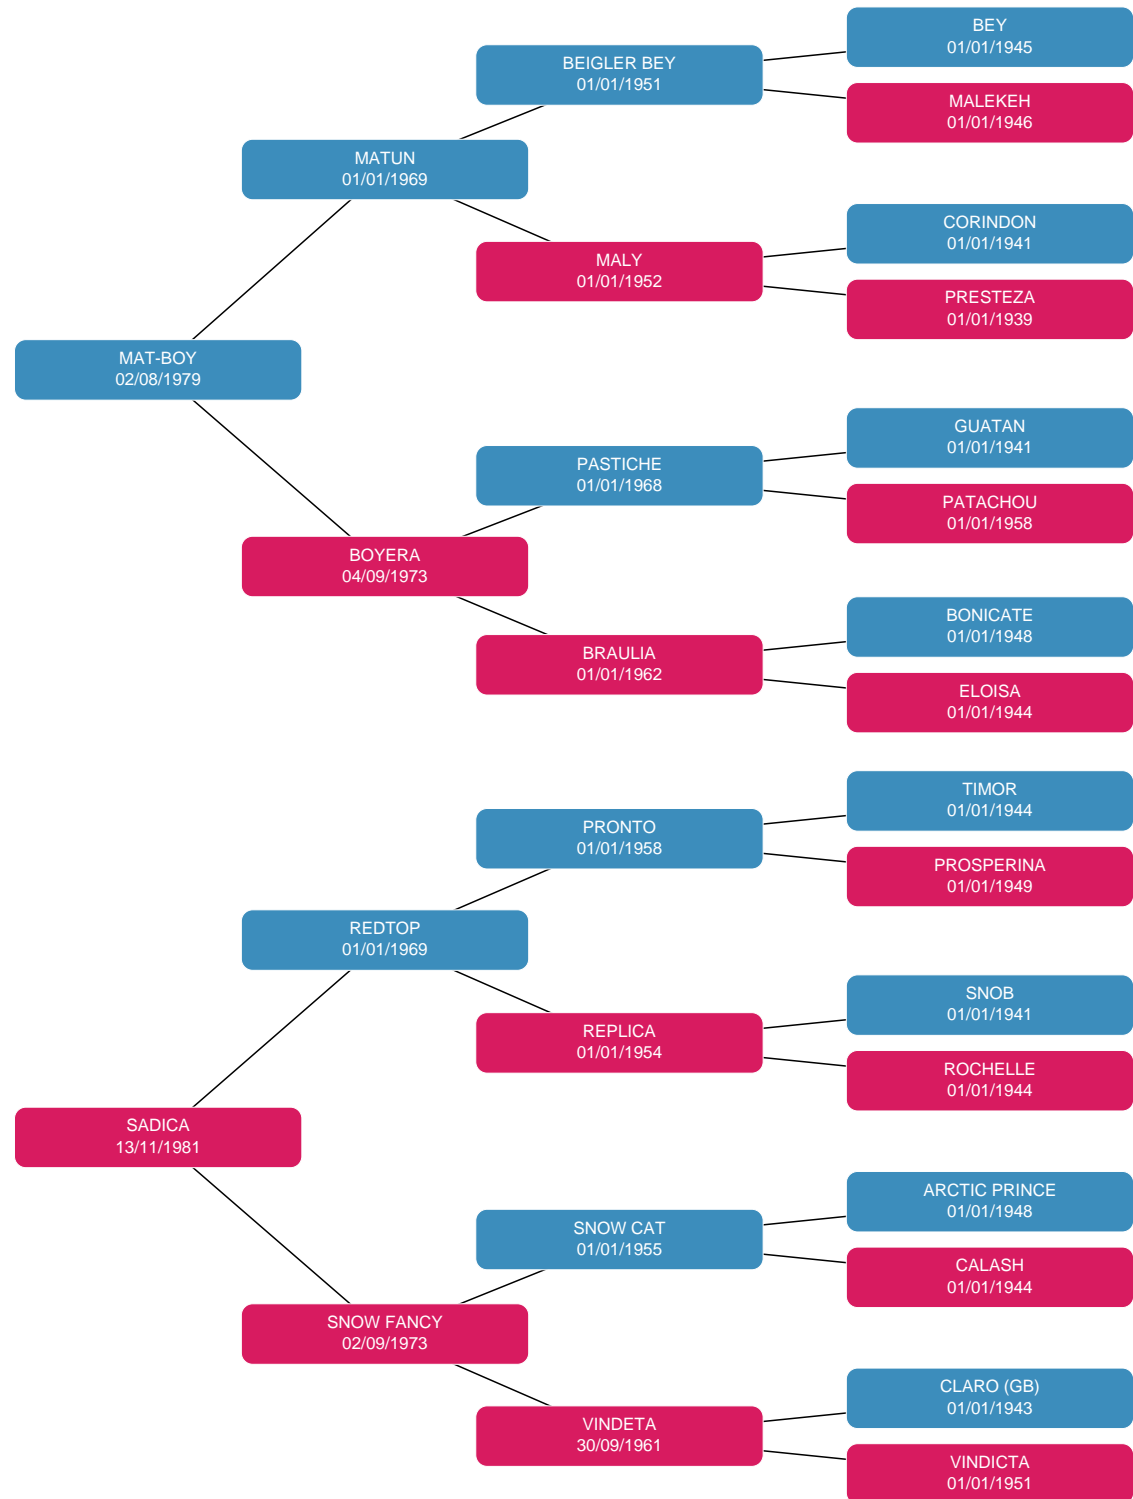 BEY
01/01/1945
BEIGLER BEY
01/01/1951
MALEKEH
01/01/1946
MATUN
01/01/1969
CORINDON
01/01/1941
MALY
01/01/1952
PRESTEZA
01/01/1939
MAT-BOY
02/08/1979
GUATAN
01/01/1941
PASTICHE
01/01/1968
PATACHOU
01/01/1958
BOYERA
04/09/1973
BONICATE
01/01/1948
BRAULIA
01/01/1962
ELOISA
01/01/1944
TIMOR
01/01/1944
PRONTO
01/01/1958
PROSPERINA
01/01/1949
REDTOP
01/01/1969
SNOB
01/01/1941
REPLICA
01/01/1954
ROCHELLE
01/01/1944
SADICA
13/11/1981
ARCTIC PRINCE
01/01/1948
SNOW CAT
01/01/1955
CALASH
01/01/1944
SNOW FANCY
02/09/1973
CLARO (GB)
01/01/1943
VINDETA
30/09/1961
VINDICTA
01/01/1951